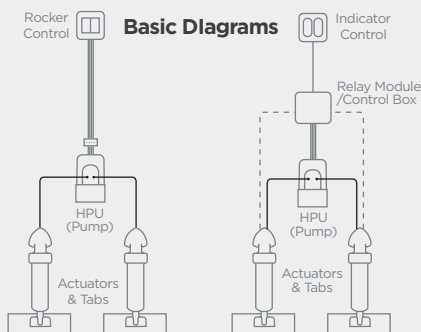 Rocker
Control
Basic DIagrams
Indicator
Control
Relay Module
/Control Box
HPU
(Pump)
HPU
(Pump)
Actuators
& Tabs
Actuators
& Tabs